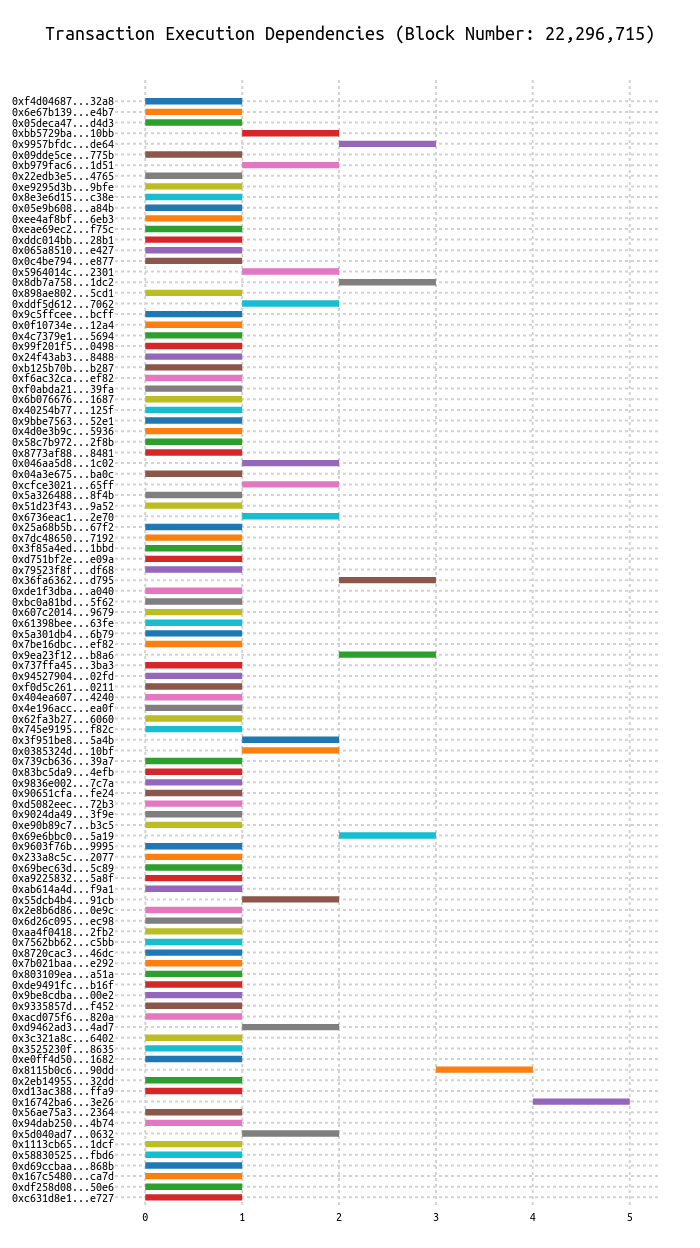 Transaction Execution Dependencies (Block Number: 22,296,715)
0xf4d04687...32a8
0x6e67b139...e4b7
0x05deca47...d4d3
0xbb5729ba...10bb
0x9957bfdc...de64
0x09dde5ce...775b
0xb979fac6...1d51
0x22edb3e5...4765
0xe9295d3b...9bfe
0x8e3e6d15...c38e
0x05e9b608...a84b
0xee4af8bf...6eb3
0xeae69ec2...f75c
0xddc014bb...28b1
0x065a8510...e427
0x0c4be794...e877
0x5964014c...2301
0x8db7a758...1dc2
0x898ae802...5cd1
0xddf5d612...7062
0x9c5ffcee...bcff
0x0f10734e...12a4
0x4c7379e1...5694
0x99f201f5...0498
0x24f43ab3...8488
0xb125b70b...b287
0xf6ac32ca...ef82
0xf0abda21...39fa
0x6b076676...1687
0x40254b77...125f
0x9bbe7563...52e1
0x4d0e3b9c...5936
0x58c7b972...2f8b
0x8773af88...8481
0x046aa5d8...1c02
0x04a3e675...ba0c
0xcfce3021...65ff
0x5a326488...8f4b
0x51d23f43...9a52
0x6736eac1...2e70
0x25a68b5b...67f2
0x7dc48650...7192
0x3f85a4ed...1bbd
0xd751bf2e...e09a
0x79523f8f...df68
0x36fa6362...d795
0xde1f3dba...a040
0xbc0a81bd...5f62
0x607c2014...9679
0x61398bee...63fe
0x5a301db4...6b79
0x7be16dbc...ef82
0x9ea23f12...b8a6
0x737ffa45...3ba3
0x94527904...02fd
0xf0d5c261...0211
0x404ea607...4240
0x4e196acc...ea0f
0x62fa3b27...6060
0x745e9195...f82c
0x3f951be8...5a4b
0x0385324d...10bf
0x739cb636...39a7
0x83bc5da9...4efb
0x9836e002...7c7a
0x90651cfa...fe24
0xd5082eec...72b3
0x9024da49...3f9e
0xe90b89c7...b3c5
0x69e6bbc0...5a19
0x9603f76b...9995
0x233a8c5c...2077
0x69bec63d...5c89
0xa9225832...5a8f
0xab614a4d...f9a1
0x55dcb4b4...91cb
0x2e8b6d86...0e9c
0x6d26c095...ec98
0xaa4f0418...2fb2
0x7562bb62...c5bb
0x8720cac3...46dc
0x7b021baa...e292
0x803109ea...a51a
0xde9491fc...b16f
0x9be8cdba...00e2
0x9335857d...f452
0xacd075f6...820a
0xd9462ad3...4ad7
0x3c321a8c...6402
0x3525230f...8635
0xe0ff4d50...1682
0x8115b0c6...90dd
0x2eb14955...32dd
0xd13ac388...ffa9
0x16742ba6...3e26
0x56ae75a3...2364
0x94dab250...4b74
0x5d040ad7...0632
0x1113cb65...1dcf
0x58830525...fbd6
0xd69ccbaa...868b
0x167c5480...ca7d
0xdf258d08...50e6
0xc631d8e1...e727
0 1 2 3 4 5